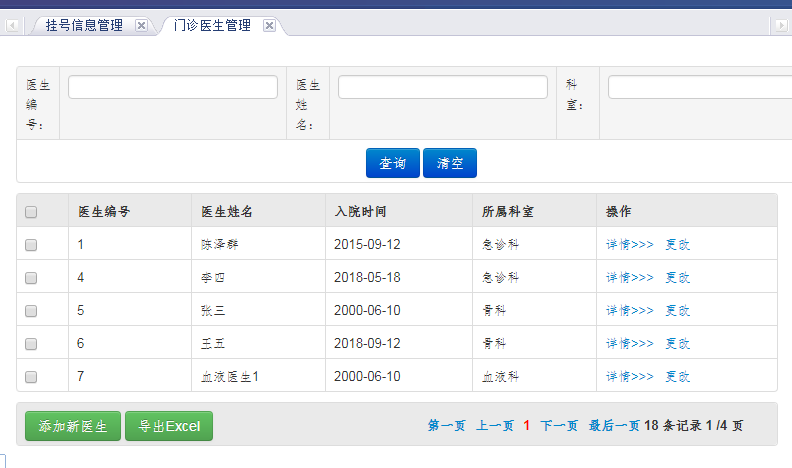 挂号信息管理 门诊医生管理
医生编号: 医生姓名: 科室:
查询 清空
医生编号 医生姓名 入院时间 所属科室 操作
1 陈泽群 2015-09-12 急诊科 详情>>> 更改
4 李四 2018-05-18 急诊科 详情>>> 更改
5 张三 2000-06-10 骨科 详情>>> 更改
6 王五 2018-09-12 骨科 详情>>> 更改
7 血液医生1 2000-06-10 血液科 详情>>> 更改
添加新医生 导出Excel 第一页 上一页 1 下一页 最后一页 18 条记录 1 /4 页